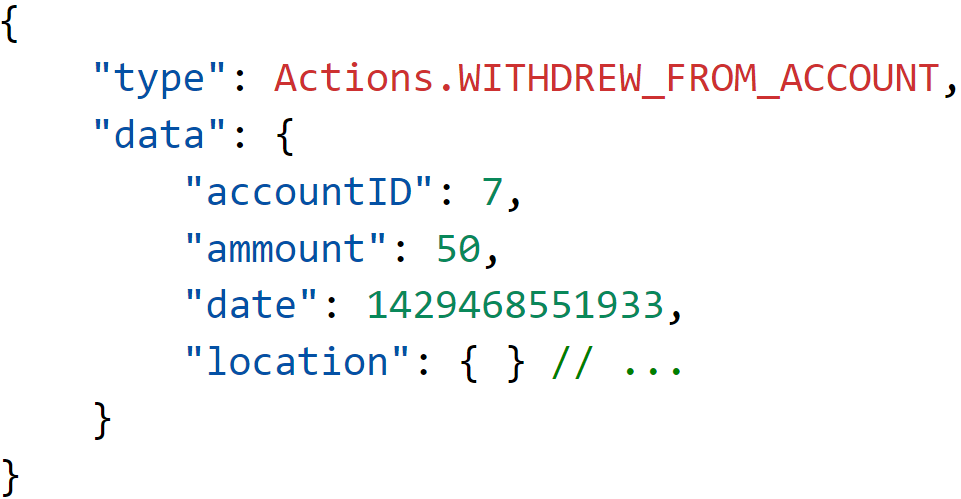 {
    "type": Actions.WITHDREW_FROM_ACCOUNT,
    "data": {
        "accountID": 7,
        "ammount": 50,
        "date": 1429468551933,
        "location": { } // ...
    }
}